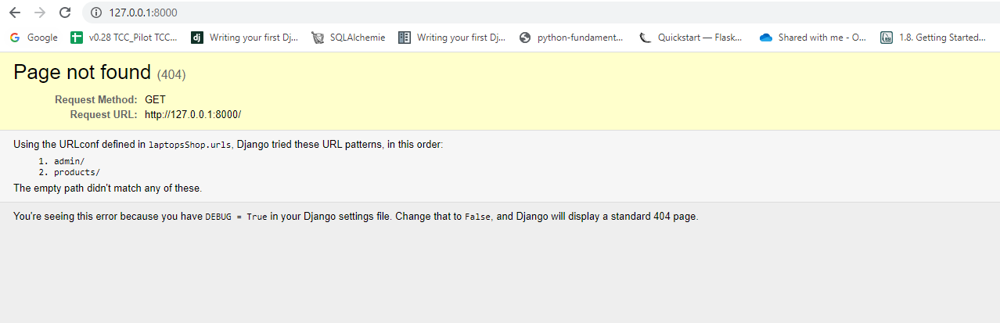 127.0.0.1:8000
Google v0.28 TCC_Pilot TCC... Writing your first Dj... SQLAlchemie Writing your first Dj... python-fundament... Quickstart — Flask... Shared with me - O... 1.8. Getting Started...
Page not found (404)
Request Method: GET
Request URL: http://127.0.0.1:8000/
Using the URLconf defined in laptopsShop.urls, Django tried these URL patterns, in this order:
1. admin/
2. products/
The empty path didn't match any of these.
You're seeing this error because you have DEBUG = True in your Django settings file. Change that to False, and Django will display a standard 404 page.